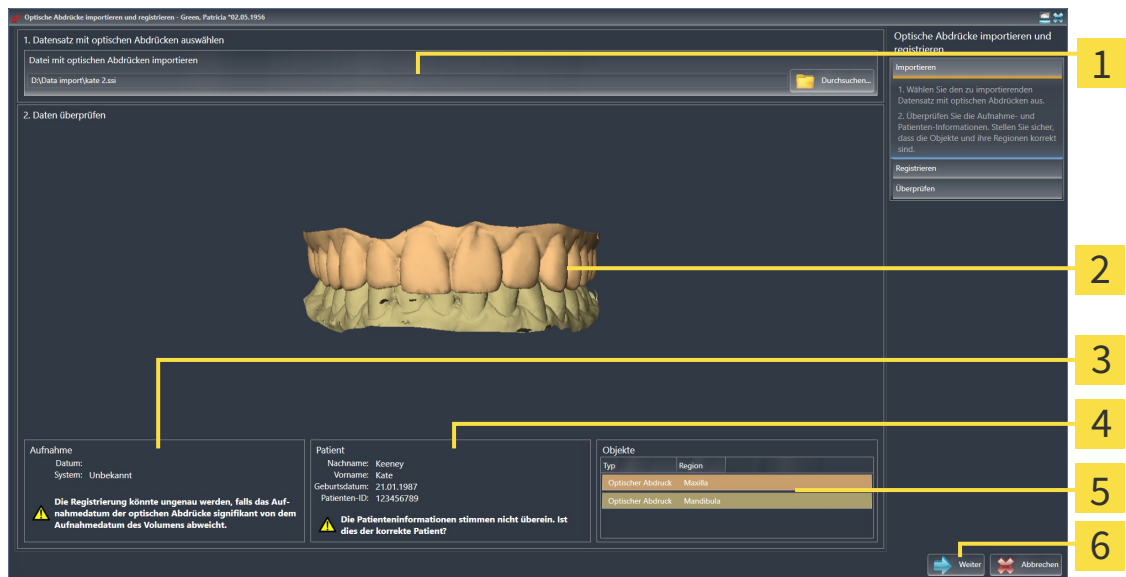 Optische Abdrücke importieren und registrieren - Green, Patricia *02.05.1956
1. Datensatz mit optischen Abdrücken auswählen
Datei mit optischen Abdrücken importieren
D:\Data import\kate 2.ssi
Durchsuchen...
2. Daten überprüfen
Aufnahme
Datum:
System: Unbekannt
Die Registrierung könnte ungenau werden, falls das Auf-
nahmedatum der optischen Abdrücke signifikant von dem
Aufnahmedatum des Volumens abweicht.
Patient
Nachname: Keeney
Vorname: Kate
Geburtsdatum: 21.01.1987
Patienten-ID: 123456789
Die Patienteninformationen stimmen nicht überein. Ist
dies der korrekte Patient?
Objekte
Typ Region
Optischer Abdruck Maxilla
Optischer Abdruck Mandibula
Optische Abdrücke importieren und
registrieren
Importieren
1. Wählen Sie den zu importierenden
Datensatz mit optischen Abdrücken aus.
2. Überprüfen Sie die Aufnahme- und
Patienten-Informationen. Stellen Sie sicher,
dass die Objekte und ihre Regionen korrekt
sind.
Registrieren
Überprüfen
Weiter
Abbrechen
1
2
3
4
5
6